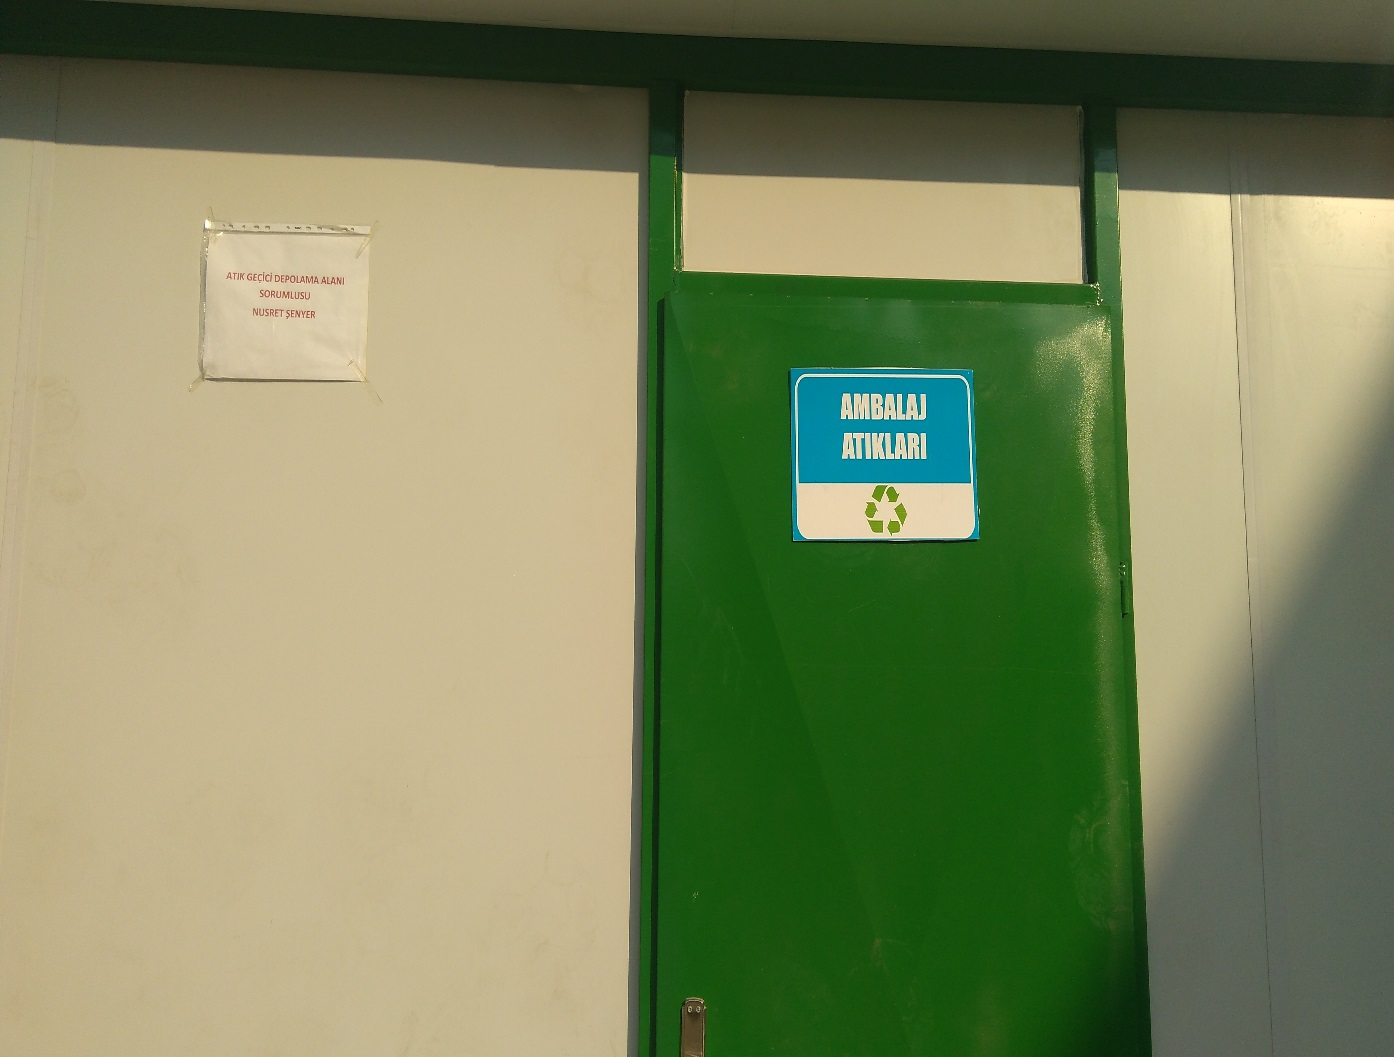 ATIK GEÇİCİ DEPOLAMA ALANI
SORUMLUSU
NUSRET ŞENYER
AMBALAJ
ATIKLARI